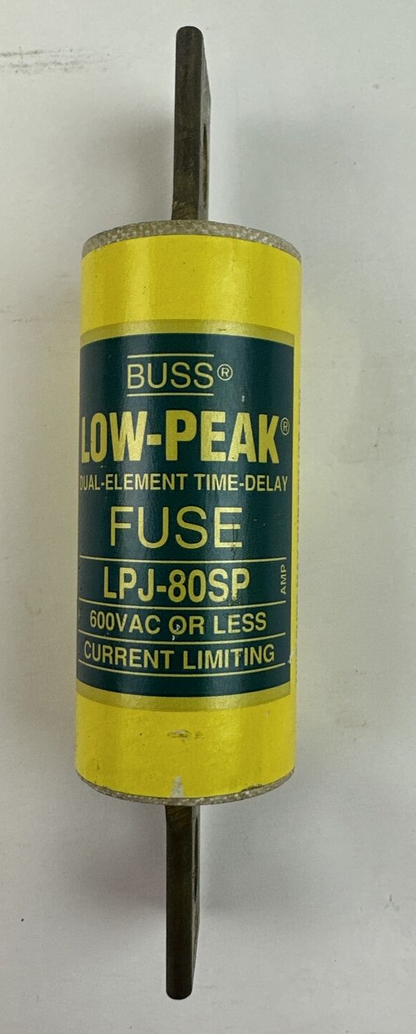 BUSS®
LOW-PEAK®
DUAL-ELEMENT TIME-DELAY
FUSE
LPJ-80SP
AMP
600VAC OR LESS
CURRENT LIMITING